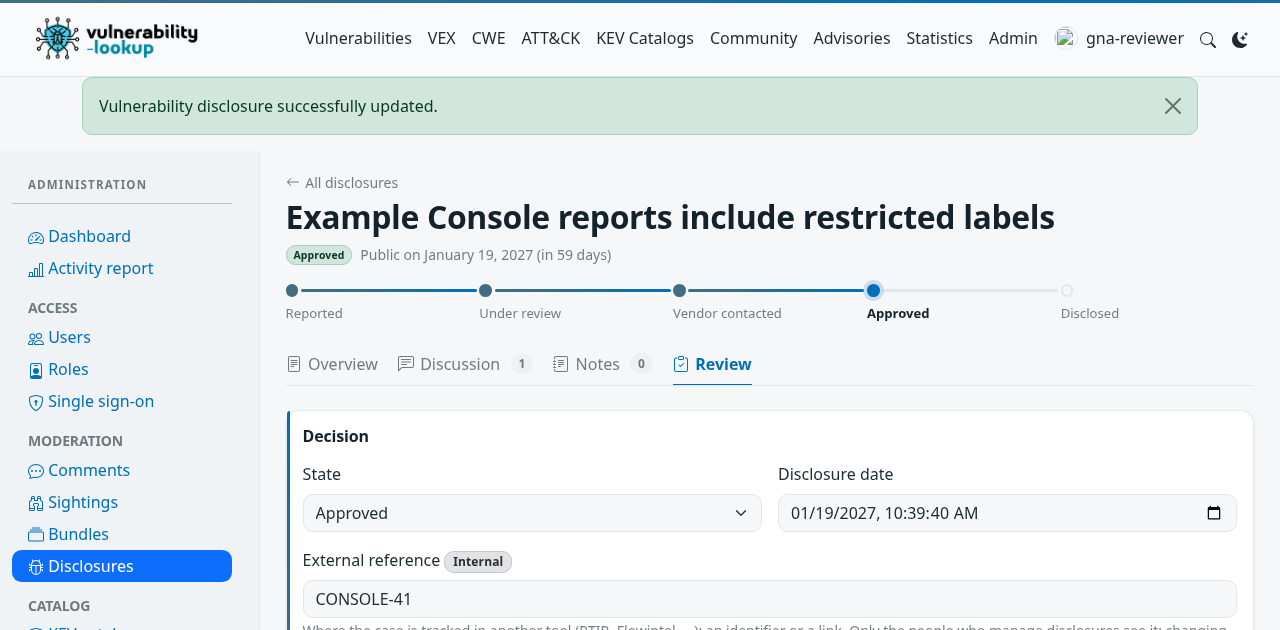 vulnerability
-lookup
Vulnerabilities VEX CWE ATT&CK KEV Catalogs Community Advisories Statistics Admin gna-reviewer
Vulnerability disclosure successfully updated.
ADMINISTRATION
Dashboard
Activity report
ACCESS
Users
Roles
Single sign-on
MODERATION
Comments
Sightings
Bundles
Disclosures
CATALOG
← All disclosures
Example Console reports include restricted labels
Approved Public on January 19, 2027 (in 59 days)
Reported Under review Vendor contacted Approved Disclosed
Overview Discussion 1 Notes 0 Review
Decision
State Disclosure date
Approved 01/19/2027, 10:39:40 AM
External reference Internal
CONSOLE-41